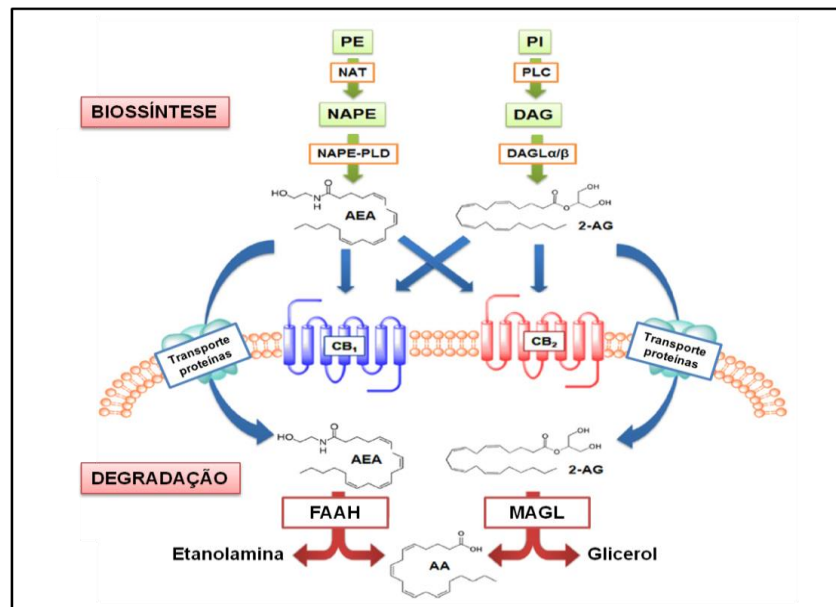 PE
PI
NAT
PLC
BIOSSÍNTESE
NAPE
DAG
NAPE-PLD
DAGLα/β
HO
N
H
O
AEA
O
O
OH
OH
2-AG
CB₁
CB₂
Transporte
proteínas
Transporte
proteínas
HO
N
H
O
AEA
O
O
OH
OH
2-AG
DEGRADAÇÃO
FAAH
MAGL
Etanolamina
O
OH
AA
Glicerol